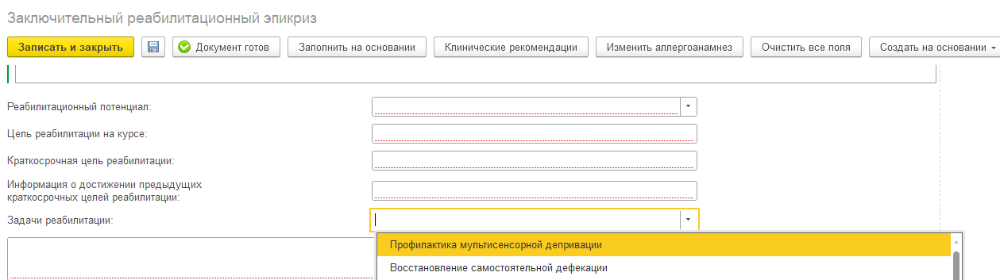 Заключительный реабилитационный эпикриз
Записать и закрыть Документ готов Заполнить на основании Клинические рекомендации Изменить аллергоанамнез Очистить все поля Создать на основании
Реабилитационный потенциал:
Цель реабилитации на курсе:
Краткосрочная цель реабилитации:
Информация о достижении предыдущих
краткосрочных целей реабилитации:
Задачи реабилитации:
Профилактика мультисенсорной депривации
Восстановление самостоятельной дефекации